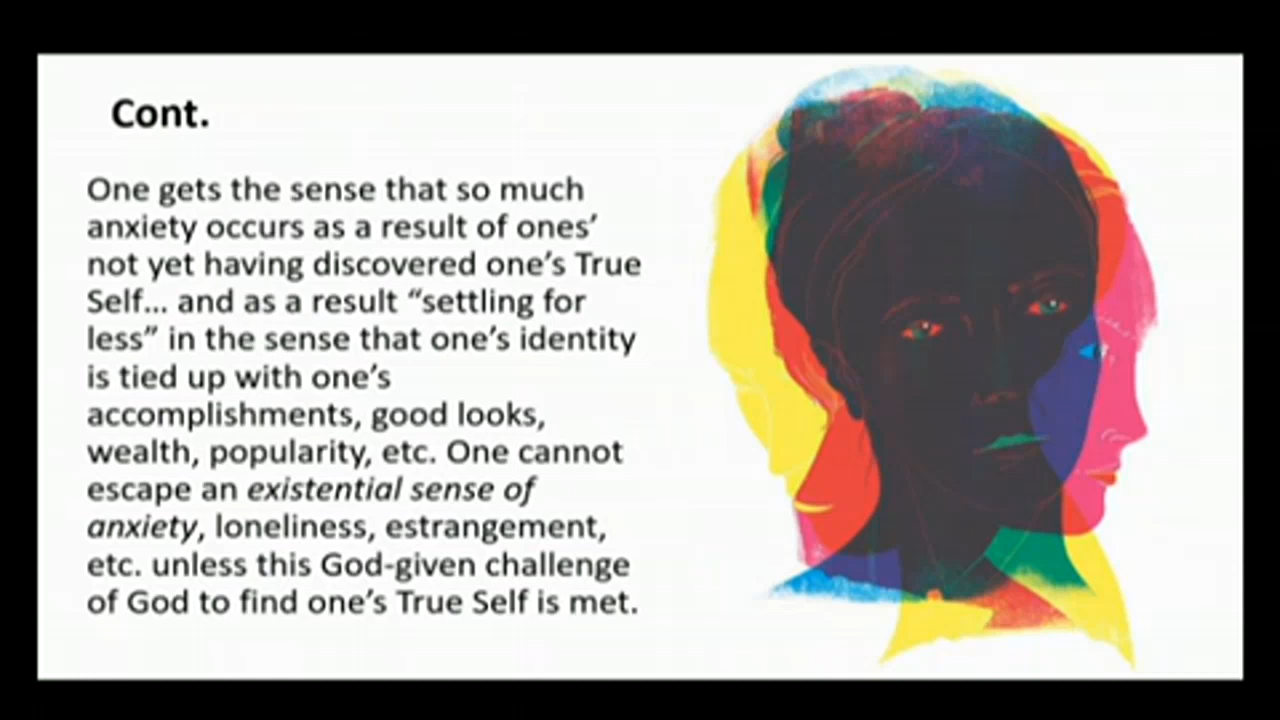 Cont.
One gets the sense that so much
anxiety occurs as a result of ones’
not yet having discovered one’s True
Self… and as a result “settling for
less” in the sense that one’s identity
is tied up with one’s
accomplishments, good looks,
wealth, popularity, etc. One cannot
escape an existential sense of
anxiety, loneliness, estrangement,
etc. unless this God-given challenge
of God to find one’s True Self is met.